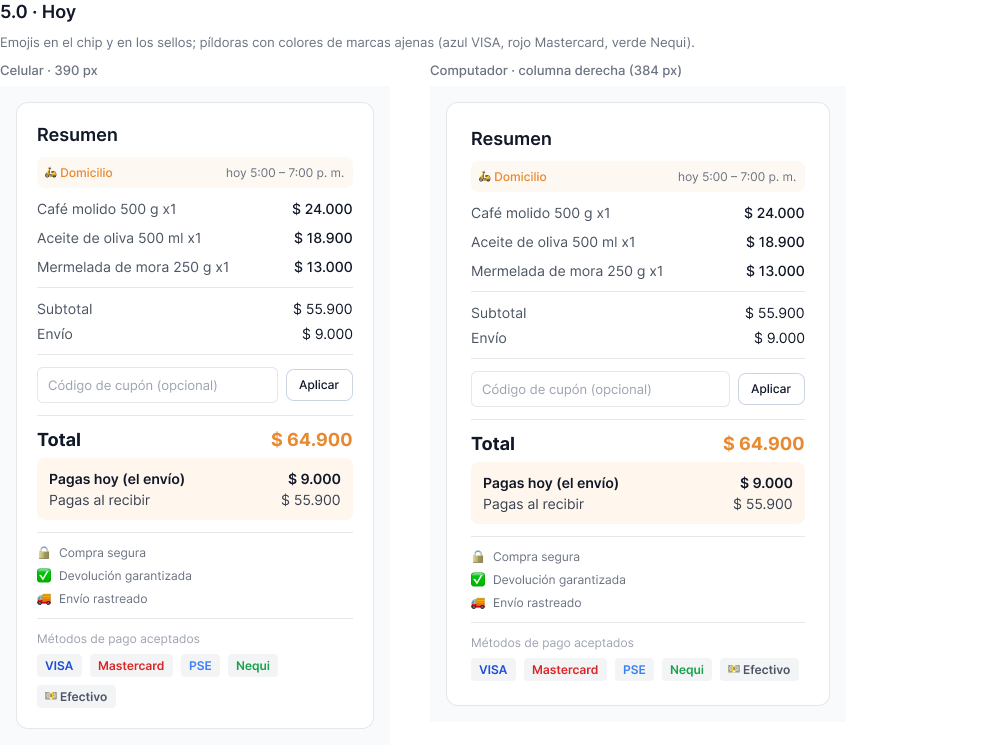 5.0 · Hoy
Emojis en el chip y en los sellos; píldoras con colores de marcas ajenas (azul VISA, rojo Mastercard, verde Nequi).
Celular · 390 px
Resumen
Domicilio hoy 5:00 – 7:00 p. m.
Café molido 500 g x1 $ 24.000
Aceite de oliva 500 ml x1 $ 18.900
Mermelada de mora 250 g x1 $ 13.000
Subtotal $ 55.900
Envío $ 9.000
Código de cupón (opcional) Aplicar
Total $ 64.900
Pagas hoy (el envío) $ 9.000
Pagas al recibir $ 55.900
Compra segura
Devolución garantizada
Envío rastreado
Métodos de pago aceptados
VISA Mastercard PSE Nequi
Efectivo
Computador · columna derecha (384 px)
Resumen
Domicilio hoy 5:00 – 7:00 p. m.
Café molido 500 g x1 $ 24.000
Aceite de oliva 500 ml x1 $ 18.900
Mermelada de mora 250 g x1 $ 13.000
Subtotal $ 55.900
Envío $ 9.000
Código de cupón (opcional) Aplicar
Total $ 64.900
Pagas hoy (el envío) $ 9.000
Pagas al recibir $ 55.900
Compra segura
Devolución garantizada
Envío rastreado
Métodos de pago aceptados
VISA Mastercard PSE Nequi Efectivo